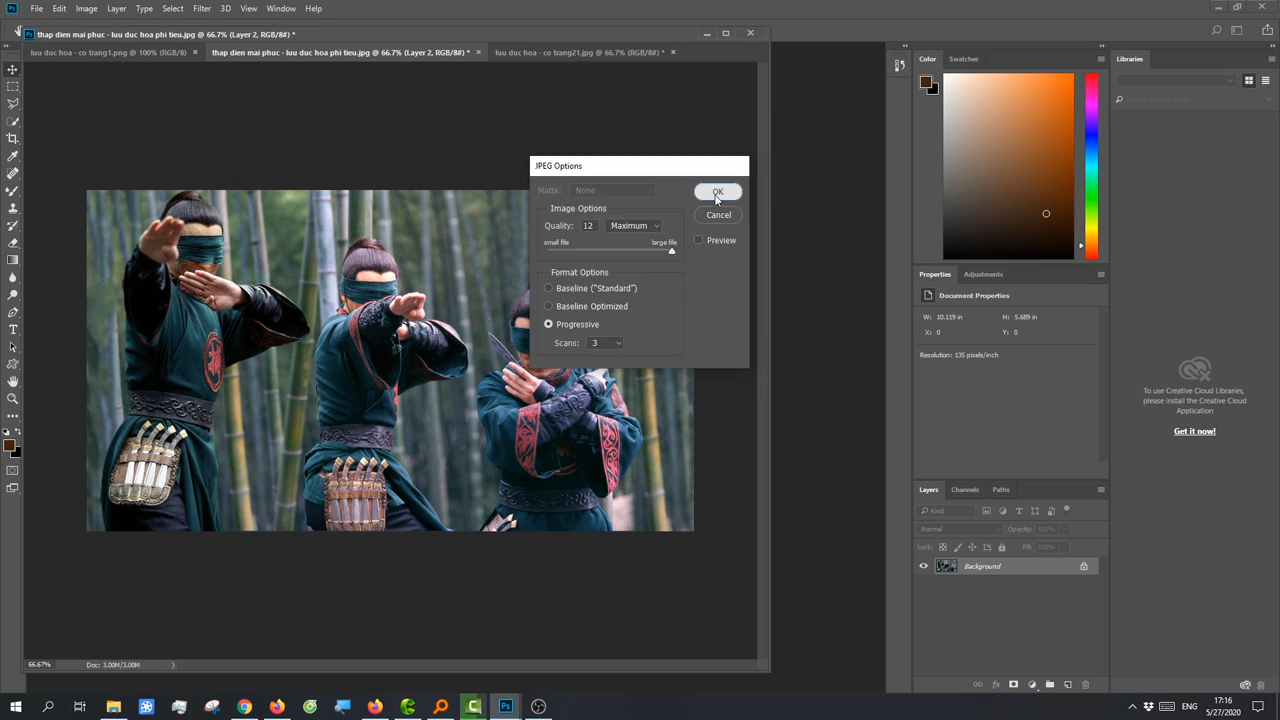 Ps File Edit Image Layer Type Select Filter 3D View Window Help
Ps thap dien mai phuc - luu duc hoa phi tieu.jpg @ 66.7% (Layer 2, RGB/8#) *
luu duc hoa - co trang1.png @ 100% (RGB/8) × thap dien mai phuc - luu duc hoa phi tieu.jpg @ 66.7% (Layer 2, RGB/8#) * × luu duc hoa - co trang21.jpg @ 66.7% (RGB/8#) * ×
JPEG Options
Matte: None
OK
Image Options
Cancel
Quality: 12 Maximum
Preview
small file large file
Format Options
Baseline ("Standard")
Baseline Optimized
Progressive
Scans: 3
Color Swatches
Libraries
Search Adobe Stock
Properties Adjustments
Document Properties
W: 10.119 in H: 5.689 in
X: 0 Y: 0
Resolution: 135 pixels/inch
To use Creative Cloud Libraries,
please install the Creative Cloud
Application
Get it now!
Layers Channels Paths
Kind
Normal Opacity: 100%
Lock: Fill: 100%
Background
66.67% Doc: 3.00M/3.00M
Ps
ENG
17:16
5/27/2020